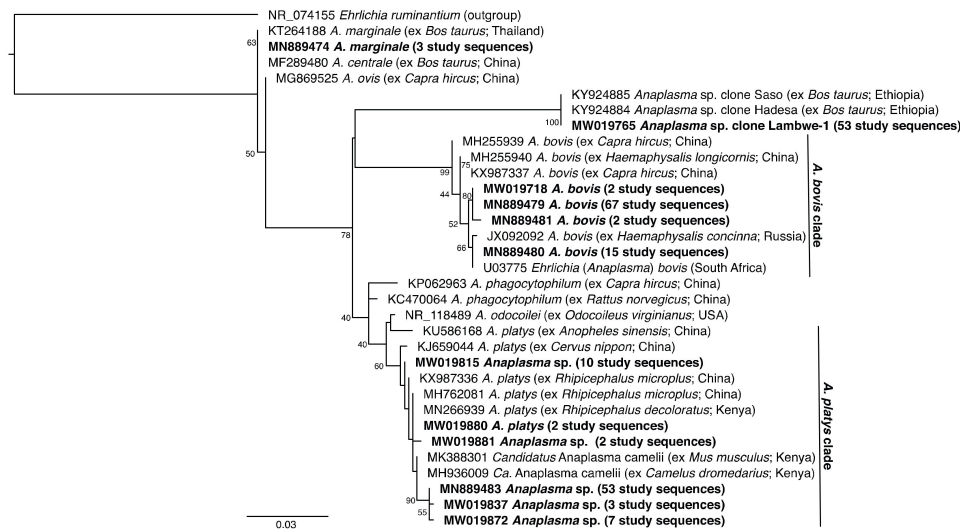 NR_074155 Ehrlichia ruminantium (outgroup)
KT264188 A. marginale (ex Bos taurus; Thailand)
63
MN889474 A. marginale (3 study sequences)
MF289480 A. centrale (ex Bos taurus; China)
MG869525 A. ovis (ex Capra hircus; China)
KY924885 Anaplasma sp. clone Saso (ex Bos taurus; Ethiopia)
KY924884 Anaplasma sp. clone Hadesa (ex Bos taurus; Ethiopia)
100
MW019765 Anaplasma sp. clone Lambwe-1 (53 study sequences)
MH255939 A. bovis (ex Capra hircus; China)
50
MH255940 A. bovis (ex Haemaphysalis longicornis; China)
75
99
KX987337 A. bovis (ex Capra hircus; China)
MW019718 A. bovis (2 study sequences)
44
80
MN889479 A. bovis (67 study sequences)
MN889481 A. bovis (2 study sequences)
52
78
JX092092 A. bovis (ex Haemaphysalis concinna; Russia)
66
MN889480 A. bovis (15 study sequences)
U03775 Ehrlichia (Anaplasma) bovis (South Africa)
A. bovis clade
KP062963 A. phagocytophilum (ex Capra hircus; China)
KC470064 A. phagocytophilum (ex Rattus norvegicus; China)
40
NR_118489 A. odocoilei (ex Odocoileus virginianus; USA)
KU586168 A. platys (ex Anopheles sinensis; China)
40
KJ659044 A. platys (ex Cervus nippon; China)
60
MW019815 Anaplasma sp. (10 study sequences)
KX987336 A. platys (ex Rhipicephalus microplus; China)
MH762081 A. platys (ex Rhipicephalus microplus; China)
MN266939 A. platys (ex Rhipicephalus decoloratus; Kenya)
MW019880 A. platys (2 study sequences)
MW019881 Anaplasma sp. (2 study sequences)
MK388301 Candidatus Anaplasma camelii (ex Mus musculus; Kenya)
MH936009 Ca. Anaplasma camelii (ex Camelus dromedarius; Kenya)
MN889483 Anaplasma sp. (53 study sequences)
90
MW019837 Anaplasma sp. (3 study sequences)
55
MW019872 Anaplasma sp. (7 study sequences)
A. platys clade
0.03